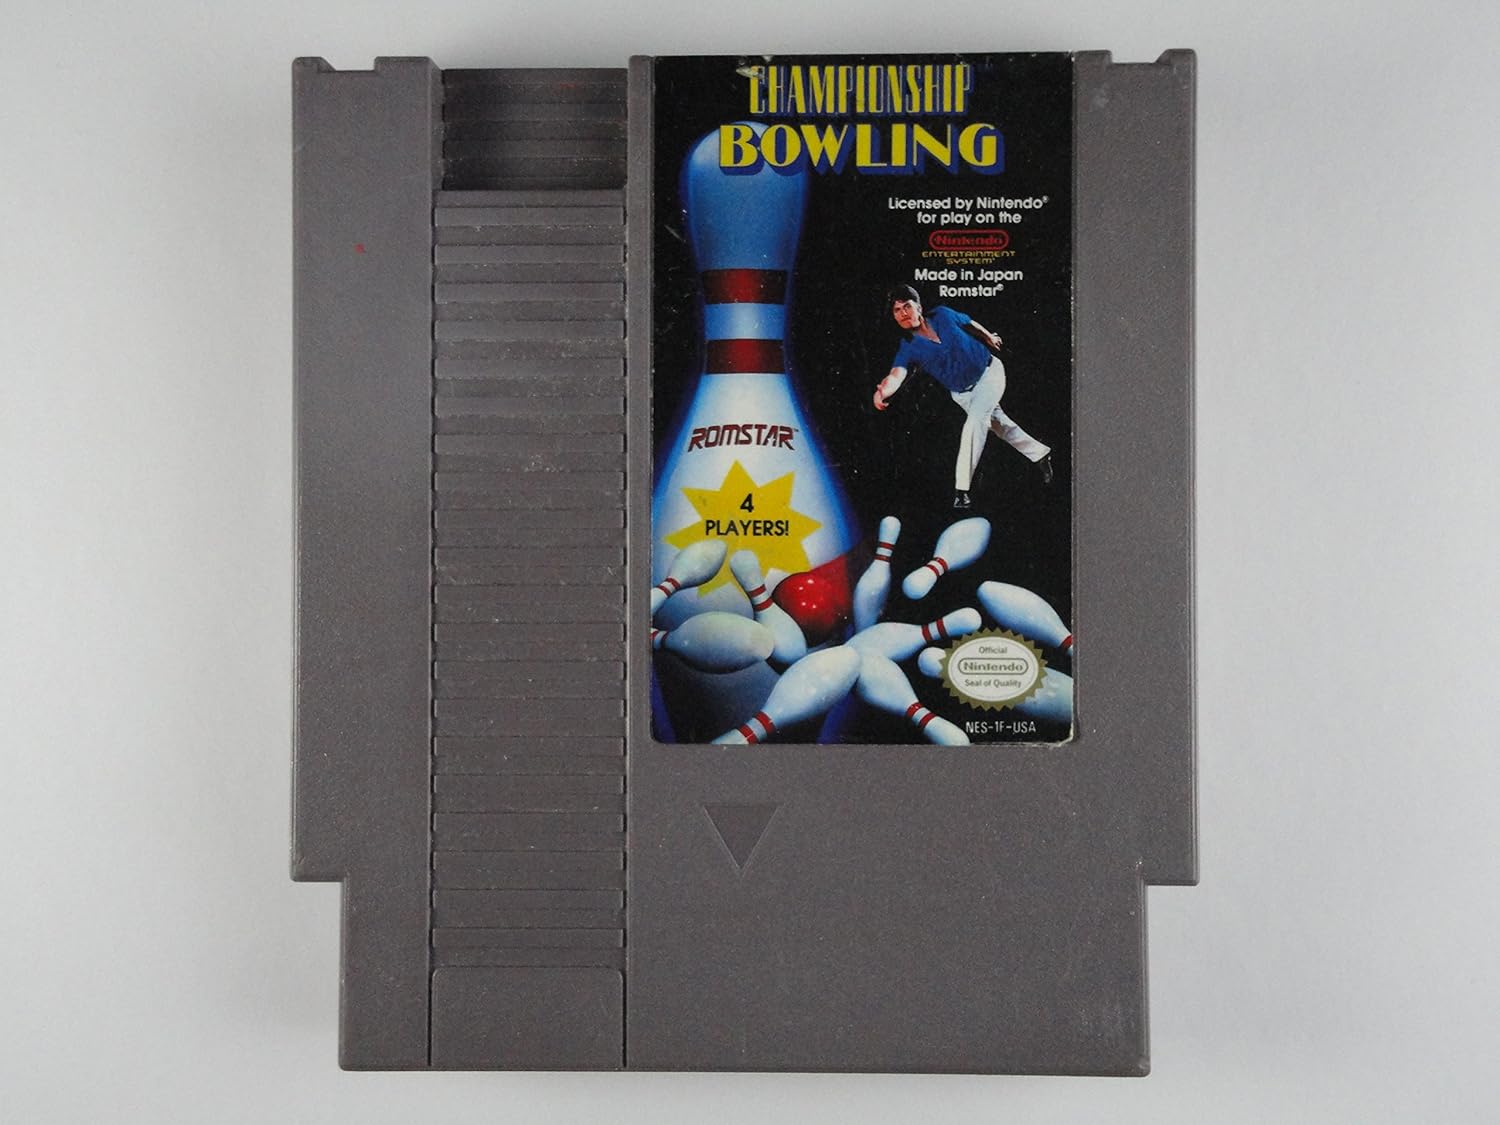 CHAMPIONSHIP
BOWLING
Licensed by Nintendo®
for play on the
Nintendo
ENTERTAINMENT
SYSTEM®
Made in Japan
Romstar®
ROMSTAR™
4
PLAYERS!
Official
Nintendo
Seal of Quality
NES-1F-USA